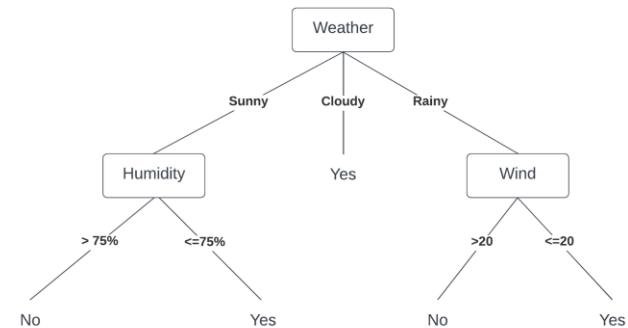 Weather
Sunny
Cloudy
Rainy
Humidity
Yes
Wind
> 75%
<=75%
>20
<=20
No
Yes
No
Yes